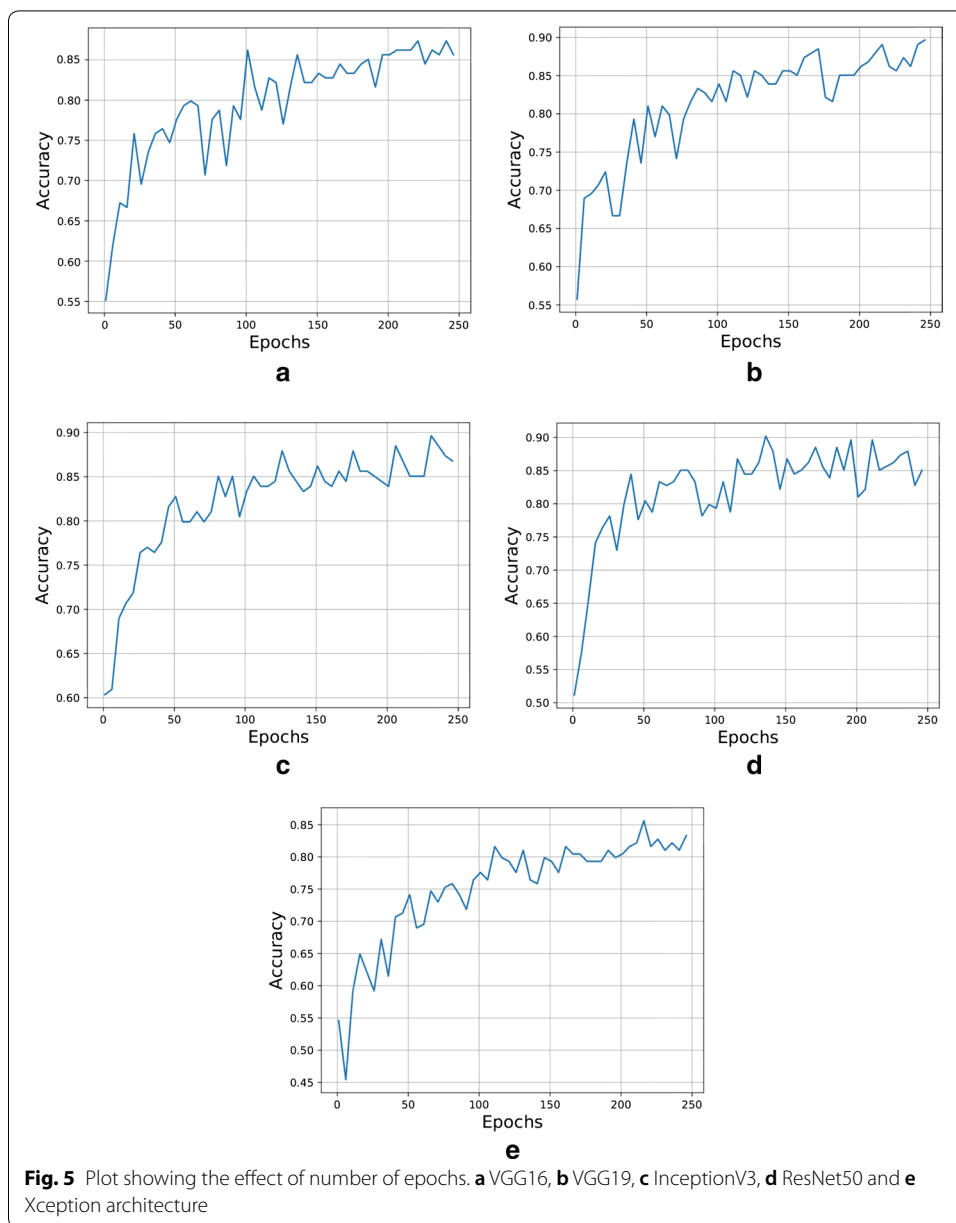 0.85
0.80
0.75
0.70
0.65
0.60
0.55
Accuracy
0 50 100 150 200 250
Epochs
a
0.90
0.85
0.80
0.75
0.70
0.65
0.60
0.55
Accuracy
0 50 100 150 200 250
Epochs
b
0.90
0.85
0.80
0.75
0.70
0.65
0.60
Accuracy
0 50 100 150 200 250
Epochs
c
0.90
0.85
0.80
0.75
0.70
0.65
0.60
0.55
0.50
Accuracy
0 50 100 150 200 250
Epochs
d
0.85
0.80
0.75
0.70
0.65
0.60
0.55
0.50
0.45
Accuracy
0 50 100 150 200 250
Epochs
e
Fig. 5 Plot showing the effect of number of epochs. a VGG16, b VGG19, c InceptionV3, d ResNet50 and e
Xception architecture